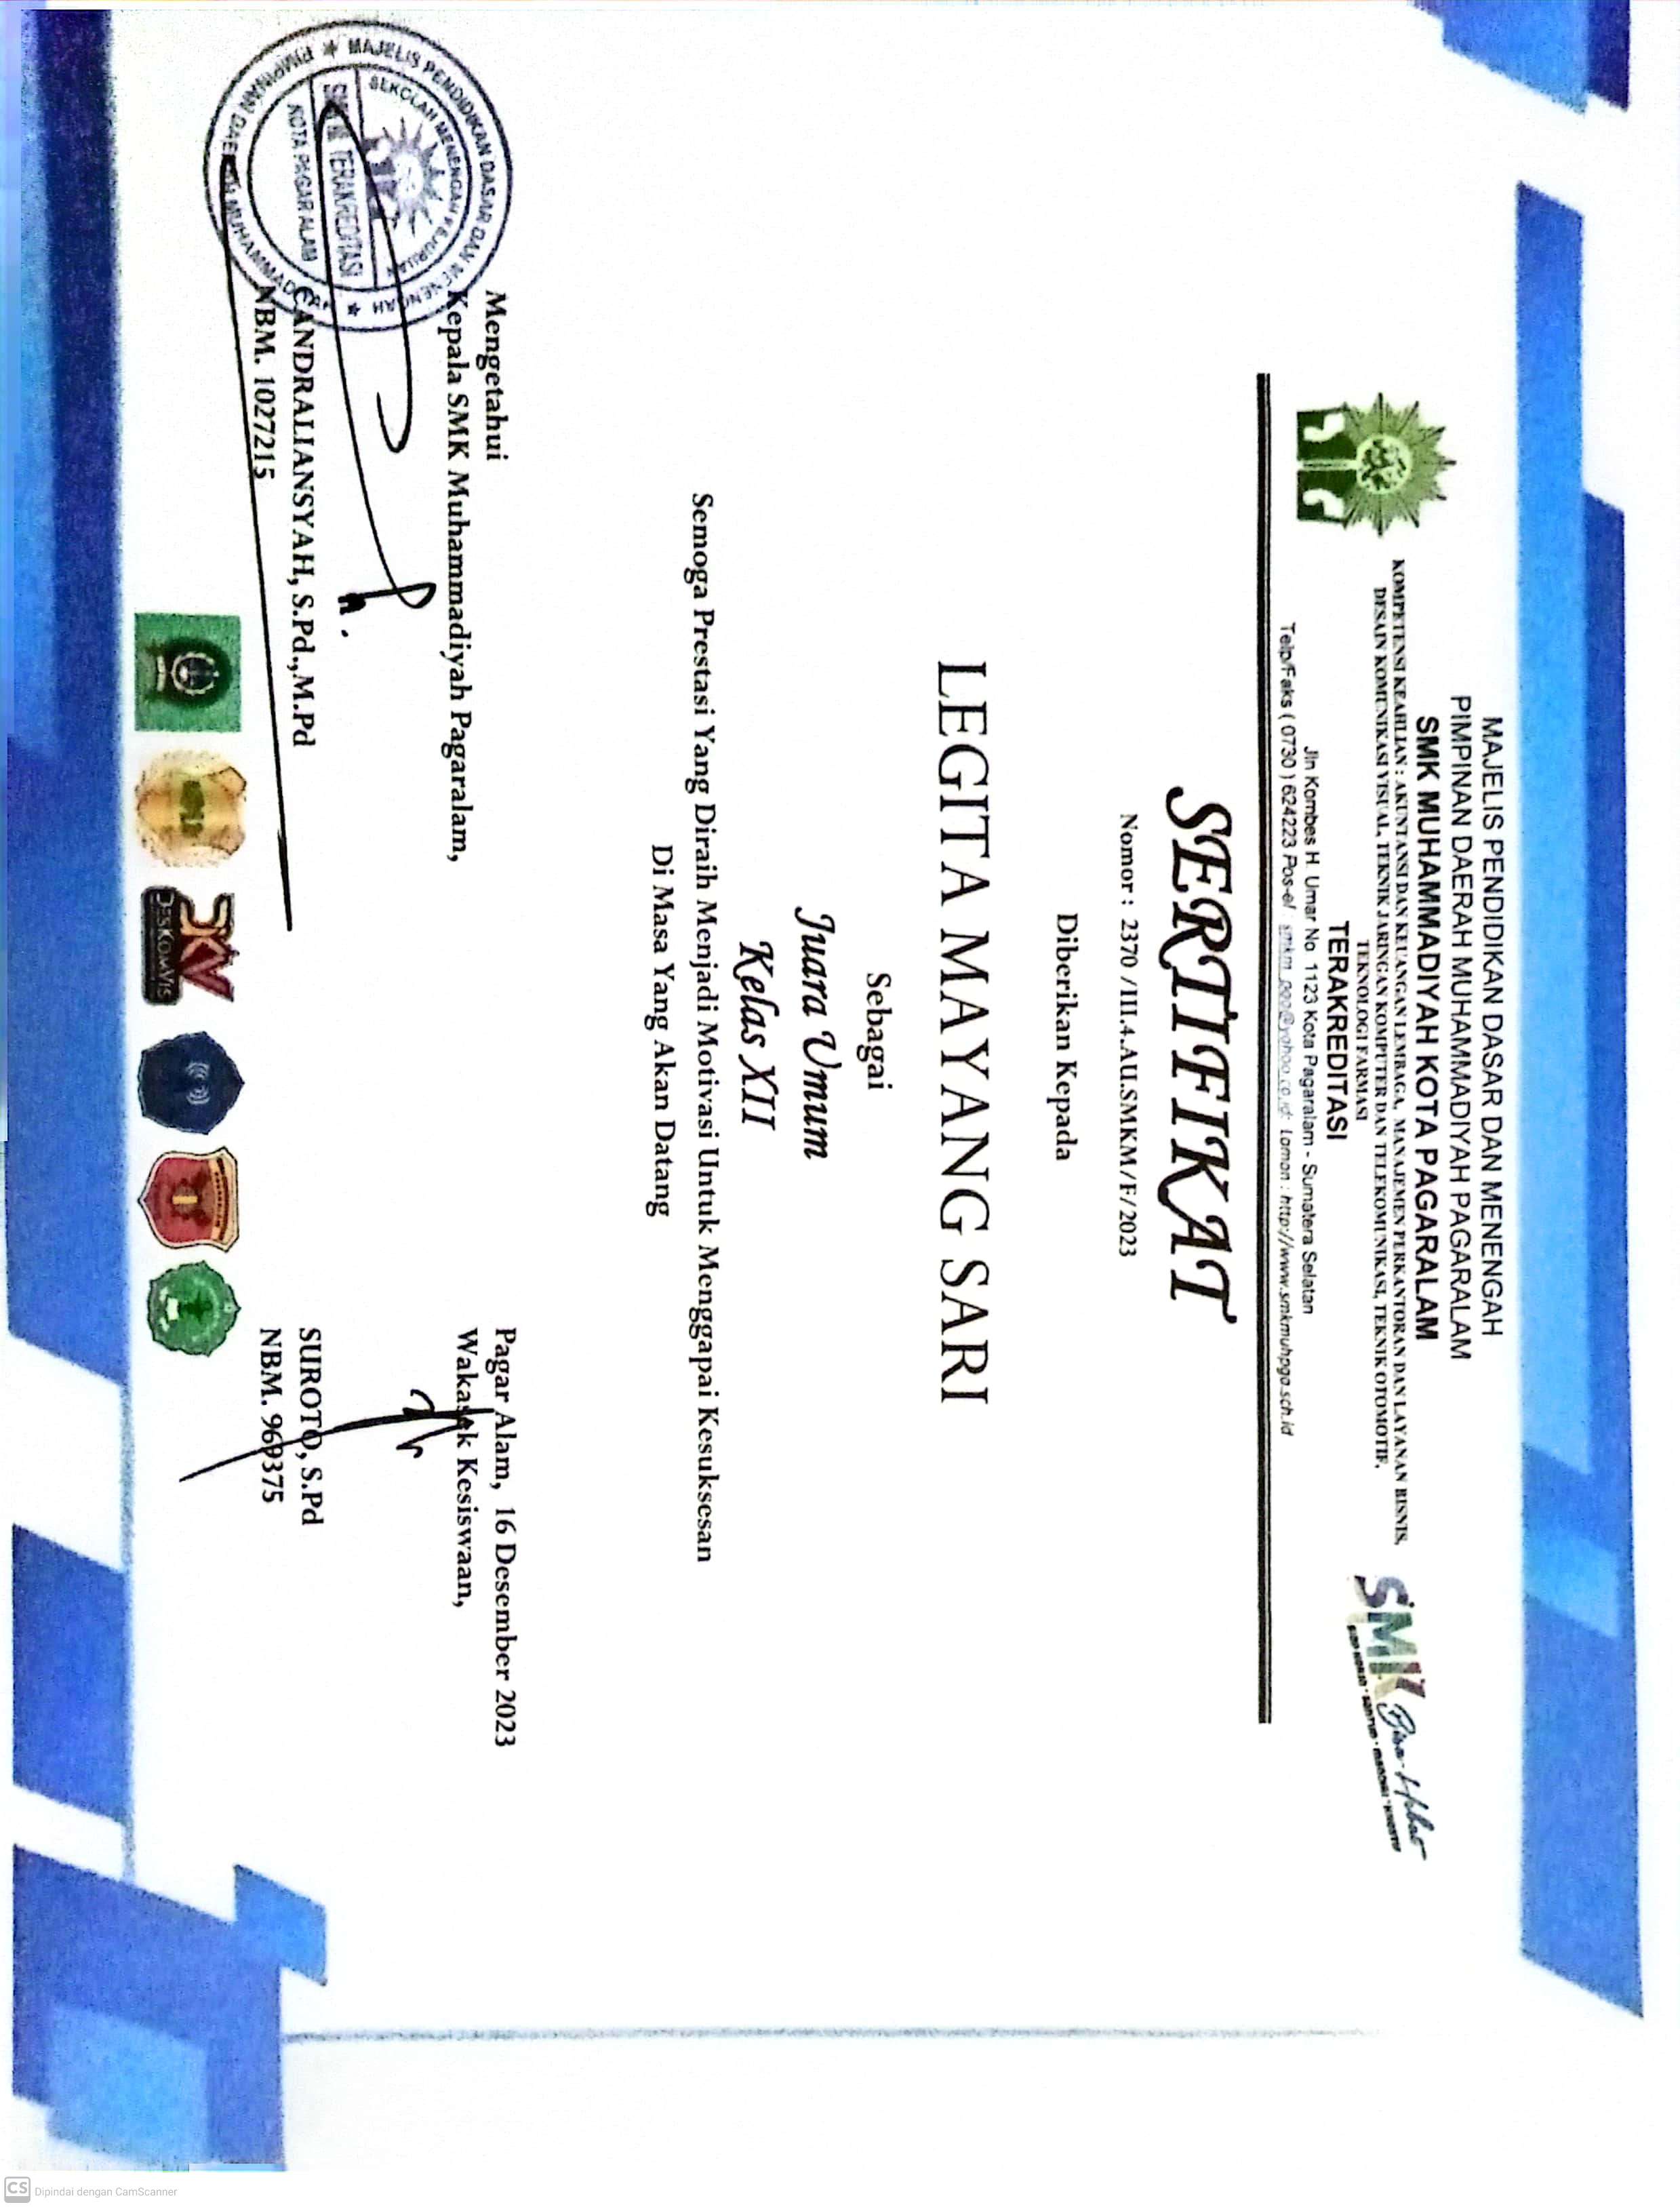 MAJELIS PENDIDIKAN DASAR DAN MENENGAH
PIMPINAN DAERAH MUHAMMADIYAH PAGARALAM
SMK MUHAMMADIYAH KOTA PAGARALAM
KOMPETENSI KEAHLIAN : AKUNTANSI DAN KEUANGAN LEMBAGA, MANAJEMEN PERKANTORAN DAN LAYANAN BISNIS,
DESAIN KOMUNIKASI VISUAL, TEKNIK JARINGAN KOMPUTER DAN TELEKOMUNIKASI, TEKNIK OTOMOTIF,
TEKNOLOGI FARMASI
TERAKREDITASI
Jln Kombes H. Umar No. 1123 Kota Pagaralam - Sumatera Selatan
Telp/Faks ( 0730 ) 624223 Pos-el : smkm_pga@yahoo.co.id; Laman : http://www.smkmuhpga.sch.id
SMK Bisa-Hebat
SERTIFIKAT
Nomor : 2370 /III.4.AU.SMKM/F/2023
Diberikan Kepada
LEGITA MAYANG SARI
Sebagai
Juara Umum
Kelas XII
Semoga Prestasi Yang Diraih Menjadi Motivasi Untuk Menggapai Kesuksesan
Di Masa Yang Akan Datang
Mengetahui
Kepala SMK Muhammadiyah Pagaralam,
MAJELIS PENDIDIKAN DASAR DAN MENENGAH
PIMPINAN DAERAH MUHAMMADIYAH
SEKOLAH MENENGAH KEJURUAN
TERAKREDITASI
KOTA PAGAR ALAM
CANDRALIANSYAH, S.Pd.,M.Pd
NBM. 1027215
Pagar Alam, 16 Desember 2023
Wakasek Kesiswaan,
SUROTO, S.Pd
NBM. 969375
DKV
DESKOMVIS
CS Dipindai dengan CamScanner